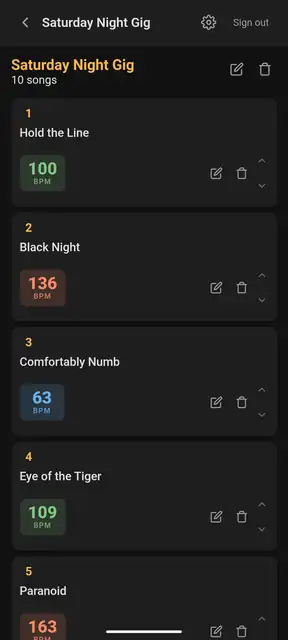 Saturday Night Gig
Sign out
Saturday Night Gig
10 songs
1
Hold the Line
100
BPM
2
Black Night
136
BPM
3
Comfortably Numb
63
BPM
4
Eye of the Tiger
109
BPM
5
Paranoid
163
BPM